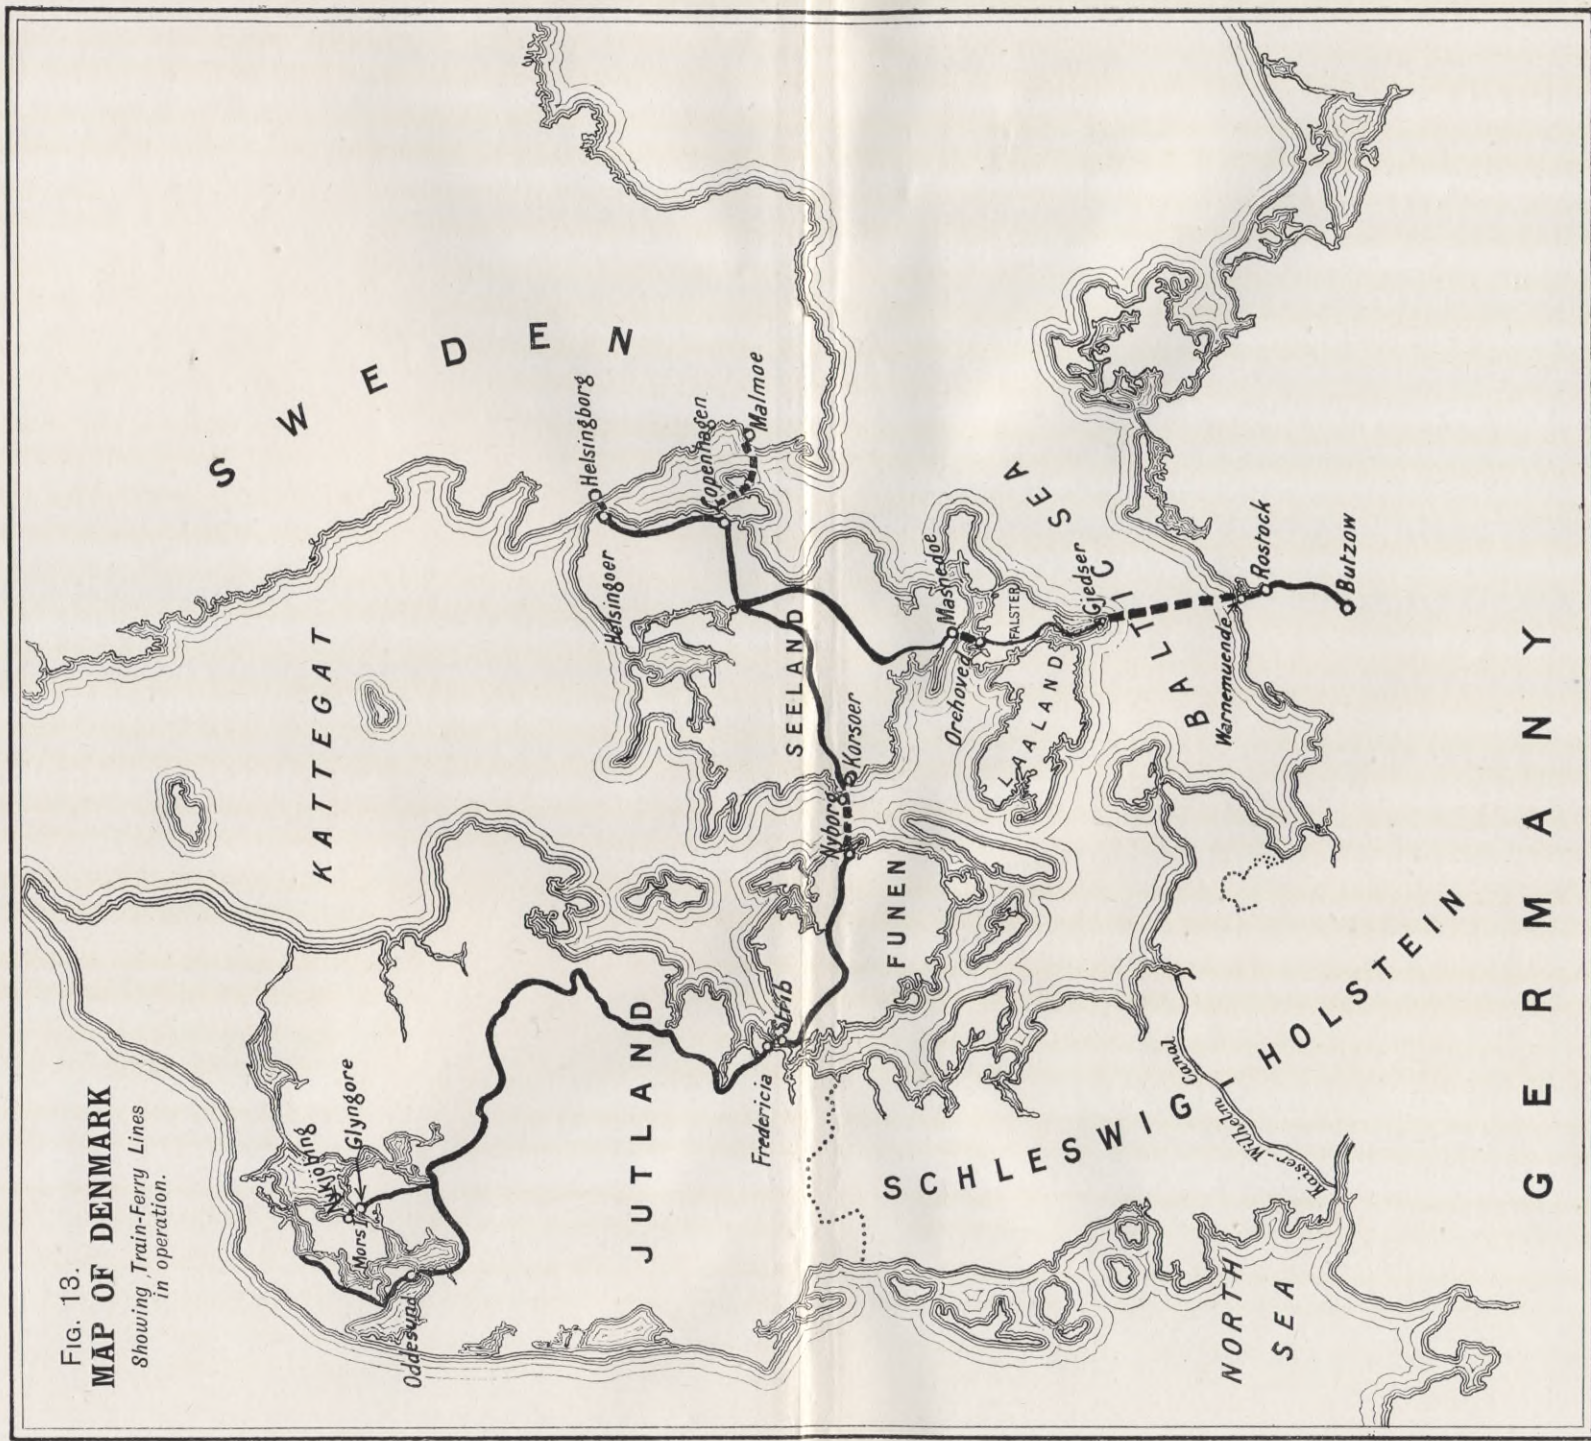 FIG. 13.
MAP OF DENMARK
Showing Train-Ferry Lines
in operation.
KATTEGAT
SWEDEN
Helsingborg
Helsingoer
Copenhagen
Malmoe
Nykjobing
Glyngore
Mors
Oddesund
JUTLAND
Fredericia
Strib
FUNEN
Nyborg
Korsoer
SEELAND
Masnedoe
Orehoved
FALSTER
LAALAND
Gjedser
BALTIC SEA
Warnemuende
Rostock
Butzow
SCHLESWIG HOLSTEIN
Kaiser-Wilhelm Canal
NORTH
SEA
GERMANY